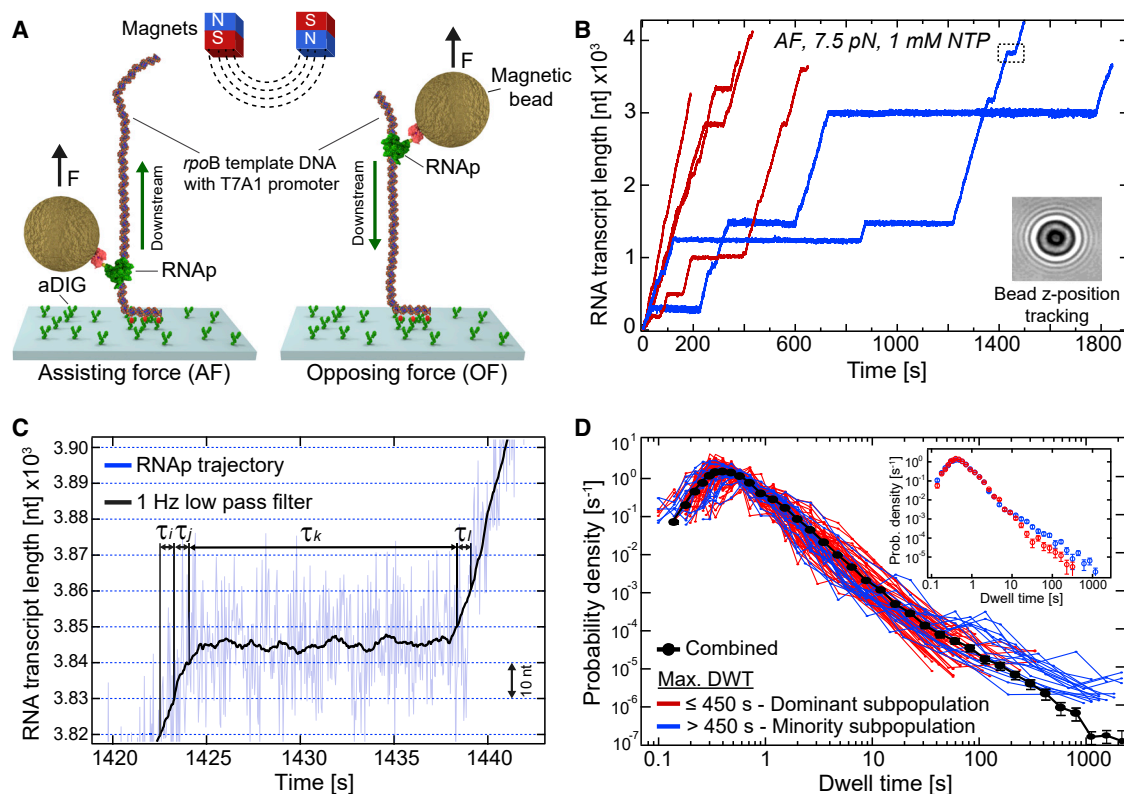 A
Magnets
N
S
S
N
F
Magnetic
bead
rpoB template DNA
with T7A1 promoter
RNAp
Downstream
Downstream
F
aDIG
RNAp
Assisting force (AF)
Opposing force (OF)
B
AF, 7.5 pN, 1 mM NTP
RNA transcript length [nt] x10³
4
3
2
1
0
200
600
1000
1400
1800
Time [s]
Bead z-position
tracking
C
RNAp trajectory
1 Hz low pass filter
RNA transcript length [nt] x10³
3.90
3.89
3.88
3.87
3.86
3.85
3.84
3.83
3.82
τi τj τk τl
10 nt
1420
1425
1430
1435
1440
Time [s]
D
Probability density [s⁻¹]
10¹
10⁰
10⁻¹
10⁻²
10⁻³
10⁻⁴
10⁻⁵
10⁻⁶
10⁻⁷
0.1
1
10
100
1000
Dwell time [s]
Combined
Max. DWT
≤ 450 s - Dominant subpopulation
> 450 s - Minority subpopulation
Prob. density [s⁻¹]
10⁰
10⁻¹
10⁻²
10⁻³
10⁻⁴
10⁻⁵
0.1
1
10
100
1000
Dwell time [s]